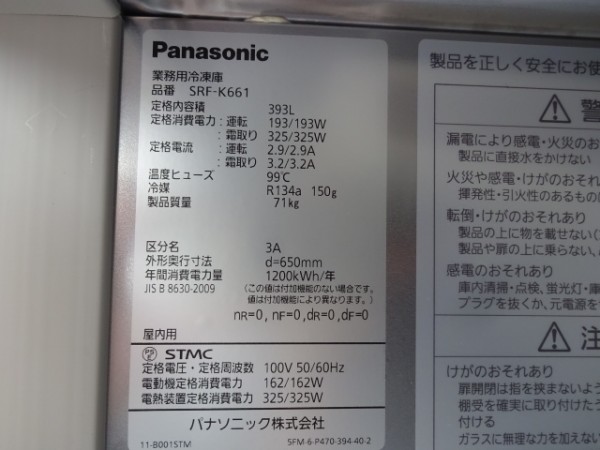 Panasonic
業務用冷凍庫
品番 SRF-K661
定格内容積 393L
定格消費電力:運転 193/193W
:霜取り 325/325W
定格電流 :運転 2.9/2.9A
:霜取り 3.2/3.2A
温度ヒューズ 99℃
冷媒 R134a 150g
製品質量 71kg
区分名 3A
外形奥行寸法 d=650mm
年間消費電力量 1200kWh/年
JIS B 8630-2009 (この値は付加機能のない場合です。
値は付加機能により異なります。)
nR=0, nF=0,dR=0,dF=0
屋内用
PSE STMC
定格電圧・定格周波数 100V 50/60Hz
電動機定格消費電力 162/162W
電熱装置定格消費電力 325/325W
パナソニック株式会社
11-B001STM SFM-6-P470-394-40-2
製品を正しく安全にお使
警
漏電により感電・火災のお
製品に直接水をかけない
火災や感電・けがのおそれ
揮発性・引火性のあるもの
転倒・けがのおそれあり
製品の上に物を載せない
製品や扉の上に乗らない
感電のおそれあり
庫内清掃・点検、蛍光灯・庫
プラグを抜くか、元電源を
注
けがのおそれあり
扉開閉は指を挟まないよう
棚受を確実に取り付けたう
付ける
ガラスに無理な力を加えない